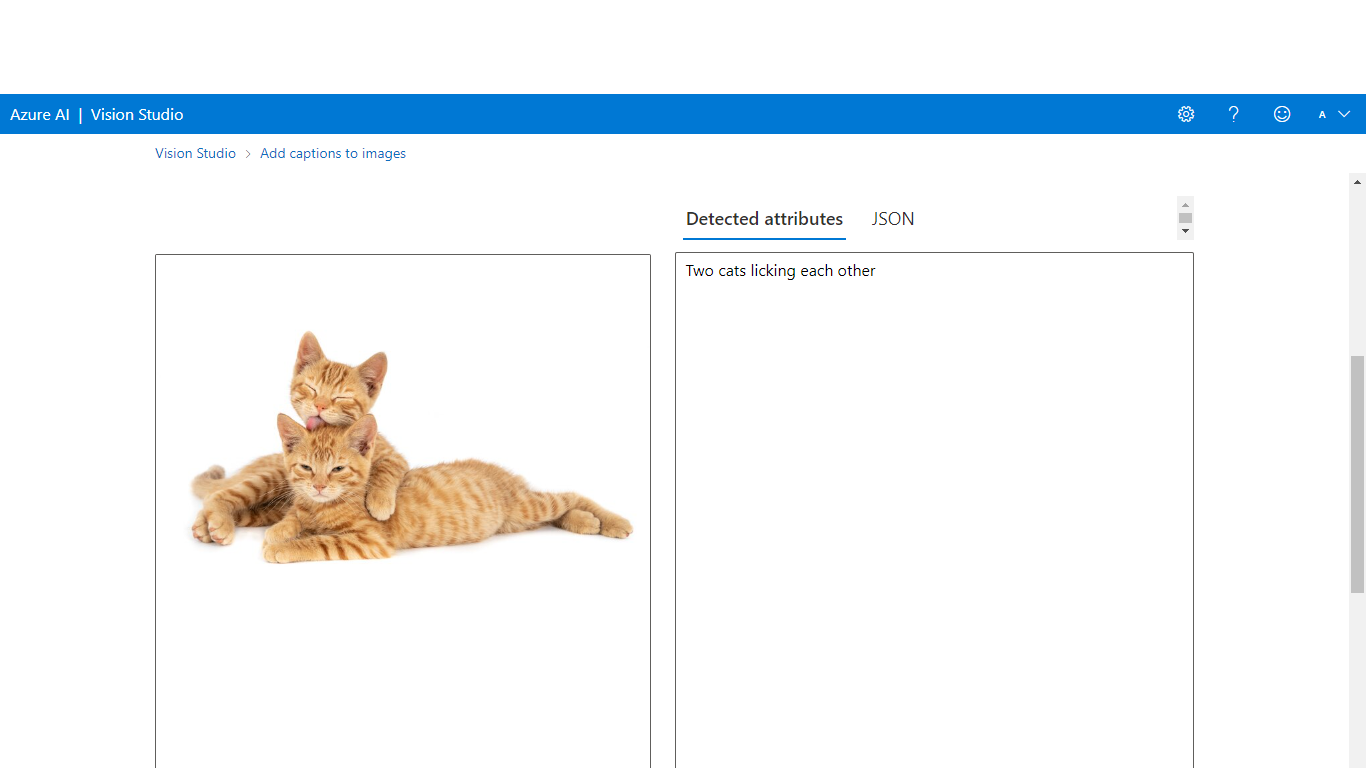 Azure AI | Vision Studio
A
Vision Studio > Add captions to images
Detected attributes JSON
Two cats licking each other